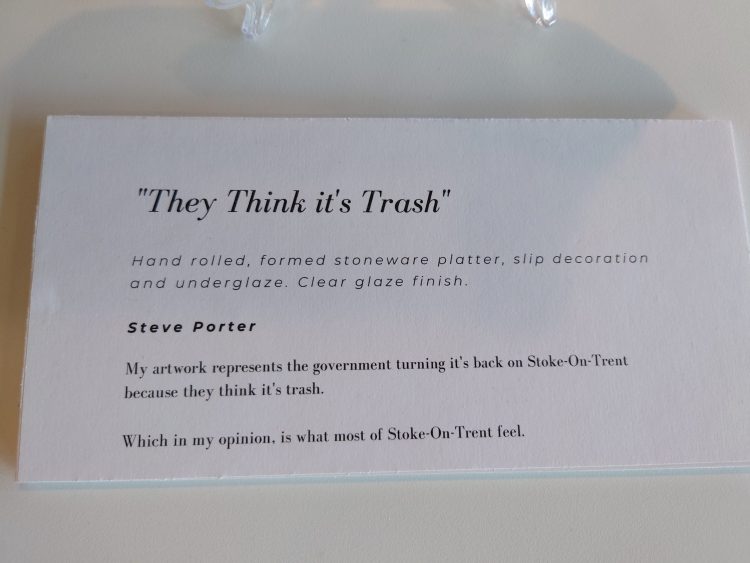 "They Think it's Trash"
Hand rolled, formed stoneware platter, slip decoration
and underglaze. Clear glaze finish.
Steve Porter
My artwork represents the government turning it's back on Stoke-On-Trent
because they think it's trash.
Which in my opinion, is what most of Stoke-On-Trent feel.